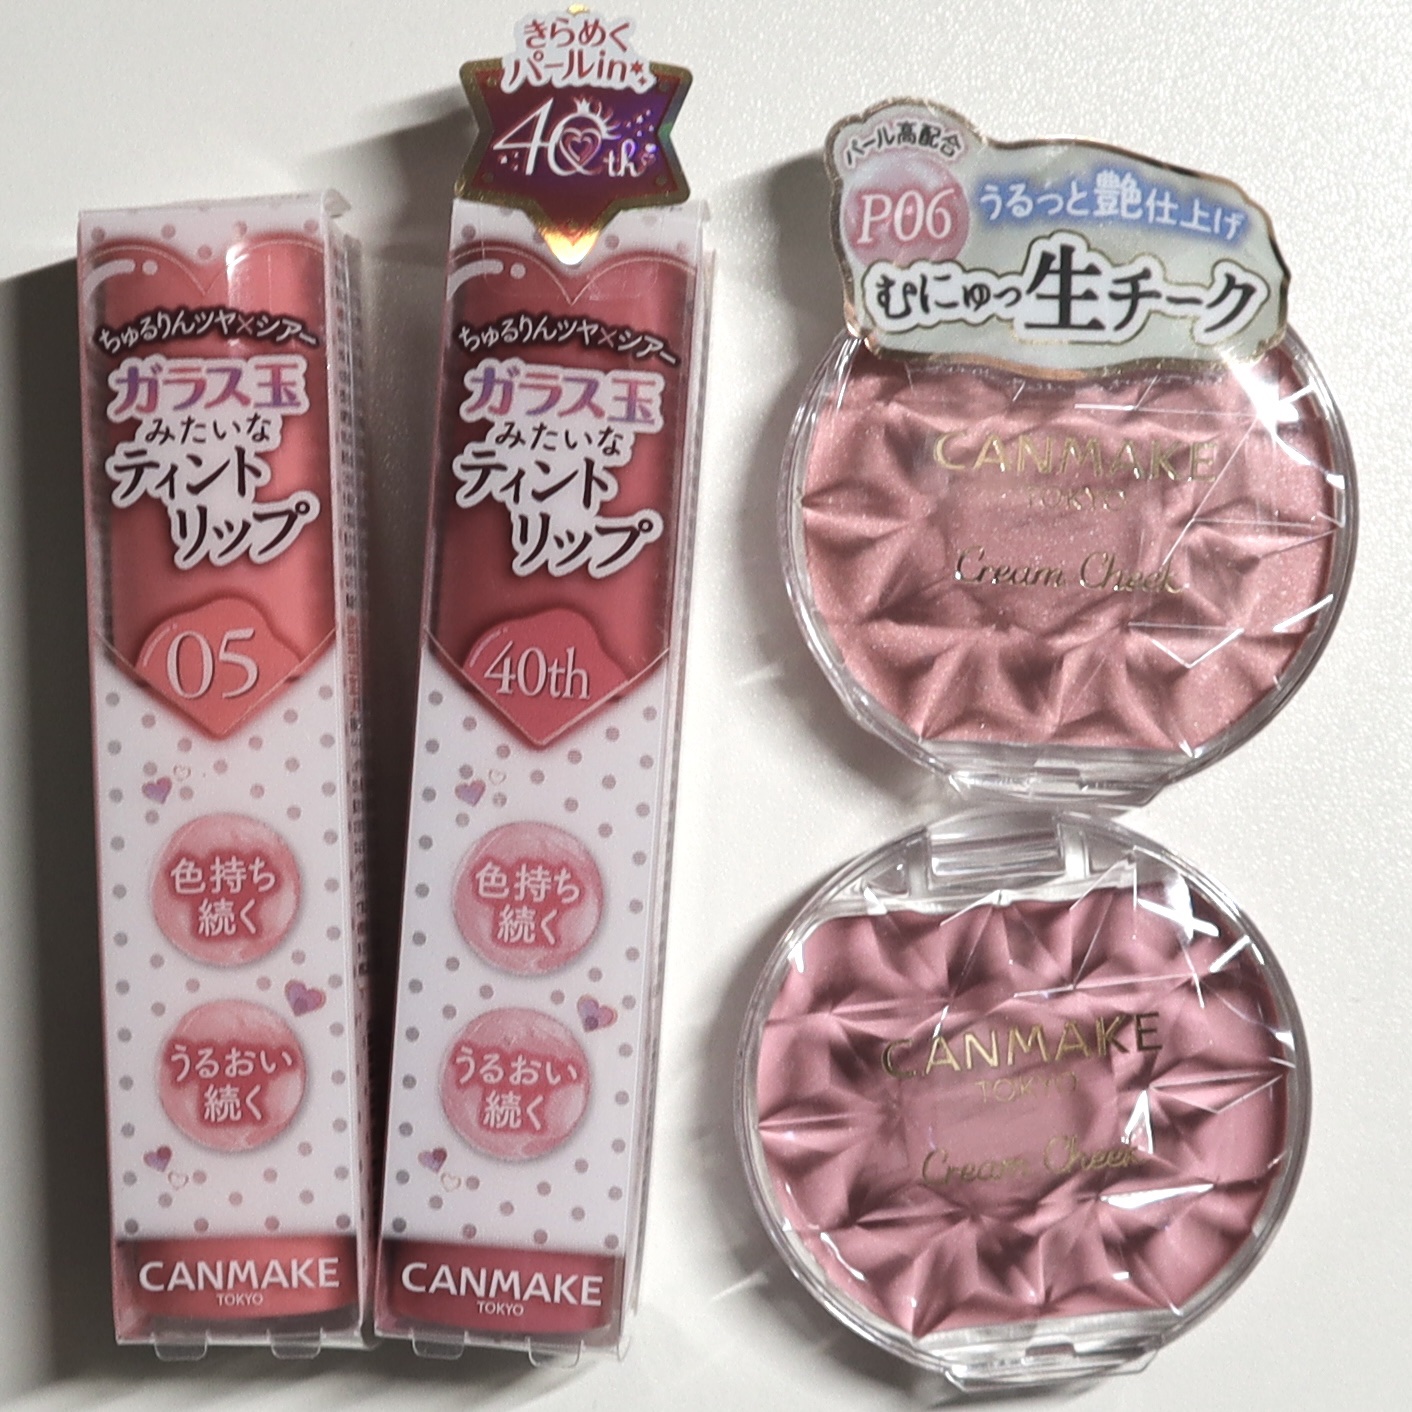 ちゅるりんツヤ×シアー
ガラス玉
みたいな
ティント
リップ
05
色持ち
続く
うるおい
続く
CANMAKE
TOKYO
きらめく
パールin
40th
ちゅるりんツヤ×シアー
ガラス玉
みたいな
ティント
リップ
40th
色持ち
続く
うるおい
続く
CANMAKE
TOKYO
パール高配合
P06
うるっと艶仕上げ
むにゅっ生チーク
CANMAKE
TOKYO
Cream Cheek
CANMAKE
TOKYO
Cream Cheek